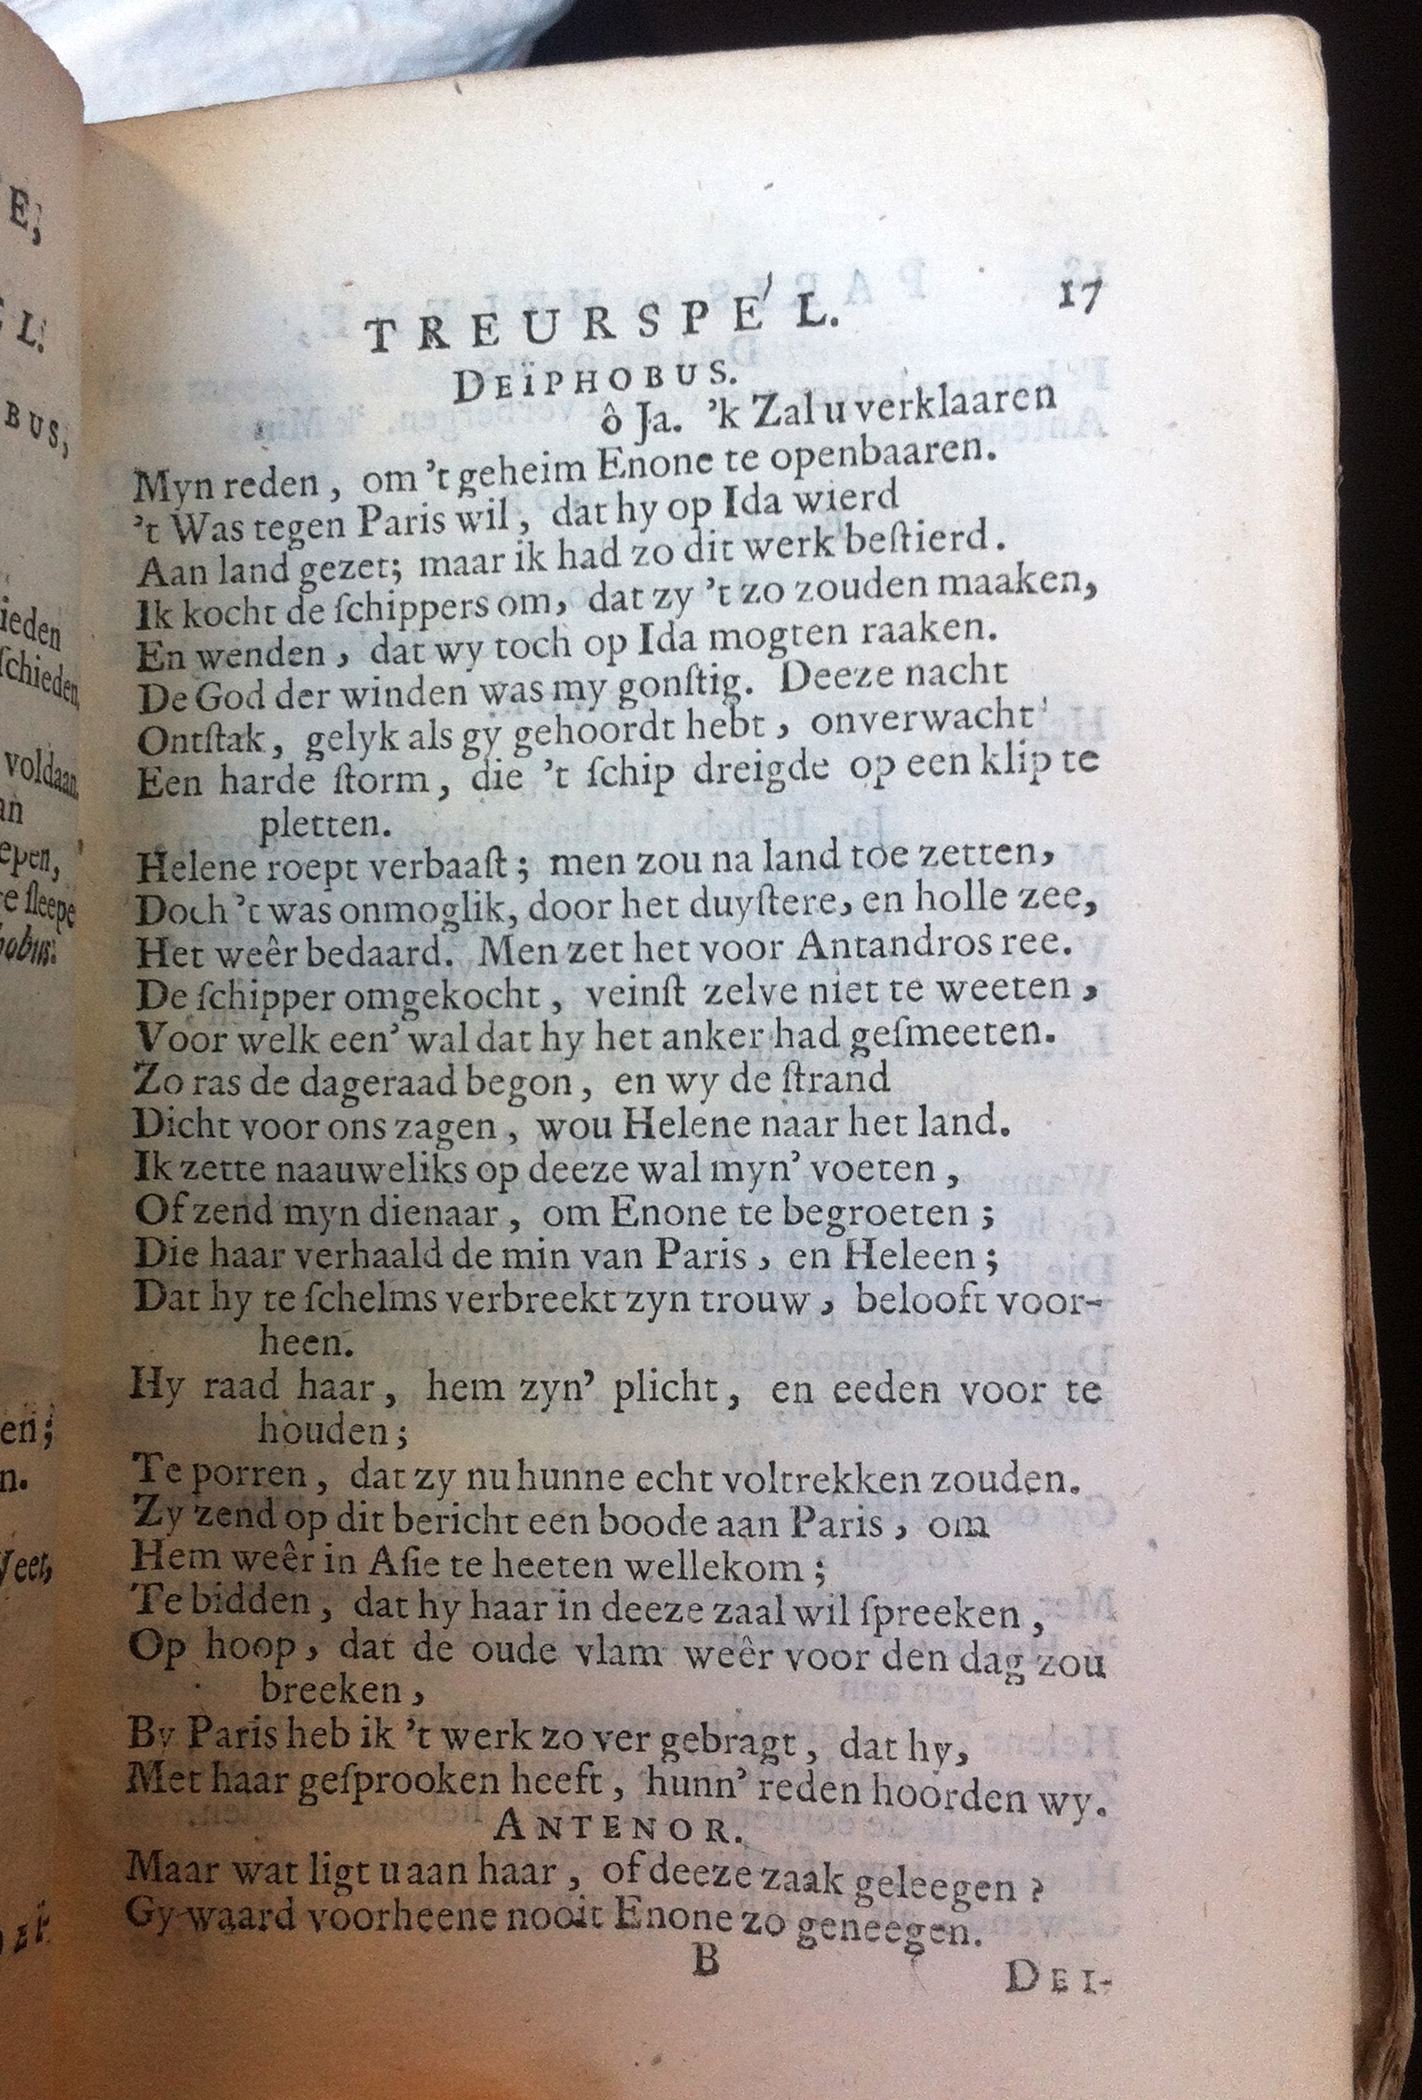 TREURSPE'L. 17
DEÏPHOBUS.
ô Ja. 'k Zal u verklaaren
Myn reden, om 't geheim Enone te openbaaren.
't Was tegen Paris wil, dat hy op Ida wierd
Aan land gezet; maar ik had zo dit werk beſtierd.
Ik kocht de ſchippers om, dat zy 't zo zouden maaken,
En wenden, dat wy toch op Ida mogten raaken.
De God der winden was my gonſtig. Deeze nacht
Ontſtak, gelyk als gy gehoordt hebt, onverwacht
Een harde ſtorm, die 't ſchip dreigde op een klip te
pletten.
Helene roept verbaaſt; men zou na land toe zetten,
Doch 't was onmoglik, door het duyſtere, en holle zee,
Het weêr bedaard. Men zet het voor Antandros ree.
De ſchipper omgekocht, veinſt zelve niet te weeten,
Voor welk een' wal dat hy het anker had geſmeeten.
Zo ras de dageraad begon, en wy de ſtrand
Dicht voor ons zagen, wou Helene naar het land.
Ik zette naauweliks op deeze wal myn' voeten,
Of zend myn dienaar, om Enone te begroeten;
Die haar verhaald de min van Paris, en Heleen;
Dat hy te ſchelms verbreekt zyn trouw, belooft voor-
heen.
Hy raad haar, hem zyn' plicht, en eeden voor te
houden;
Te porren, dat zy nu hunne echt voltrekken zouden.
Zy zend op dit bericht een boode aan Paris, om
Hem weêr in Aſie te heeten wellekom;
Te bidden, dat hy haar in deeze zaal wil ſpreeken,
Op hoop, dat de oude vlam weêr voor den dag zou
breeken,
By Paris heb ik 't werk zo ver gebragt, dat hy,
Met haar geſprooken heeft, hunn' reden hoorden wy.
ANTENOR.
Maar wat ligt u aan haar, of deeze zaak geleegen?
Gy waard voorheene nooit Enone zo geneegen.
B DEI-